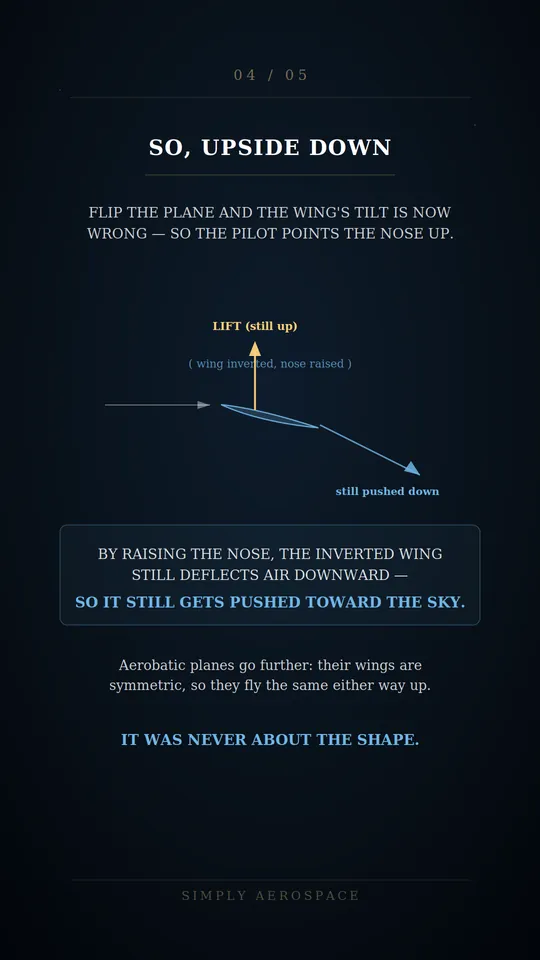 04 / 05
SO, UPSIDE DOWN
FLIP THE PLANE AND THE WING'S TILT IS NOW
WRONG — SO THE PILOT POINTS THE NOSE UP.
LIFT (still up)
( wing inverted, nose raised )
still pushed down
BY RAISING THE NOSE, THE INVERTED WING
STILL DEFLECTS AIR DOWNWARD —
SO IT STILL GETS PUSHED TOWARD THE SKY.
Aerobatic planes go further: their wings are
symmetric, so they fly the same either way up.
IT WAS NEVER ABOUT THE SHAPE.
SIMPLY AEROSPACE